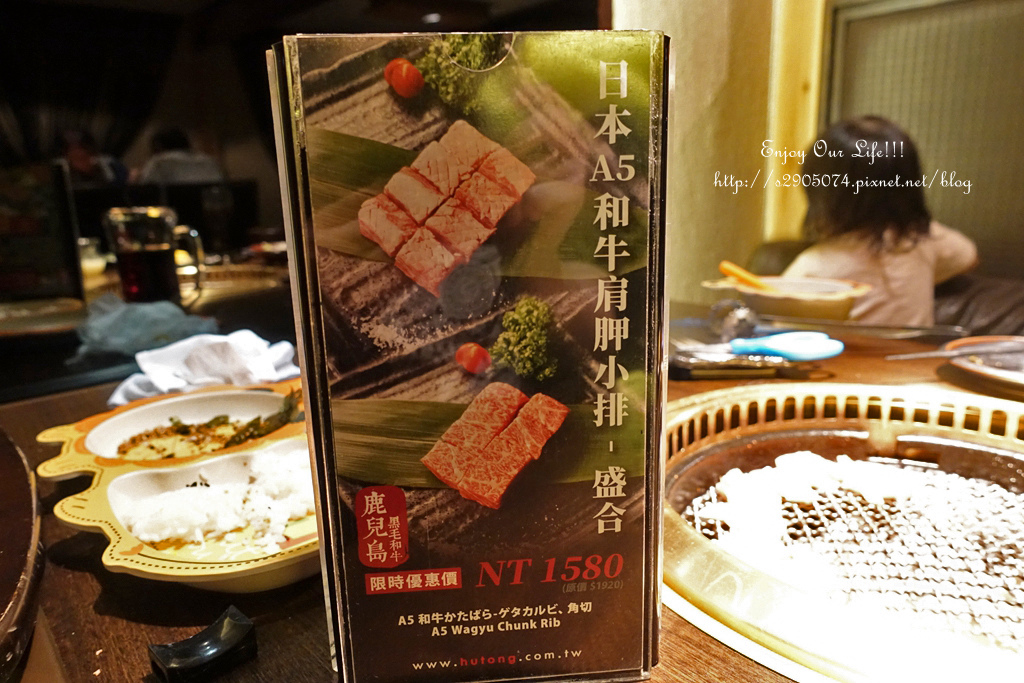 日本A5和牛肩胛小排-盛合
Enjoy Our Life!!!
http://s2905074.pixnet.net/blog
鹿兒島
黑毛和牛
限時優惠價 NT 1580
(原價 $1920)
A5 和牛かたばら-ゲタカルビ、角切
A5 Wagyu Chunk Rib
www.hutong.com.tw